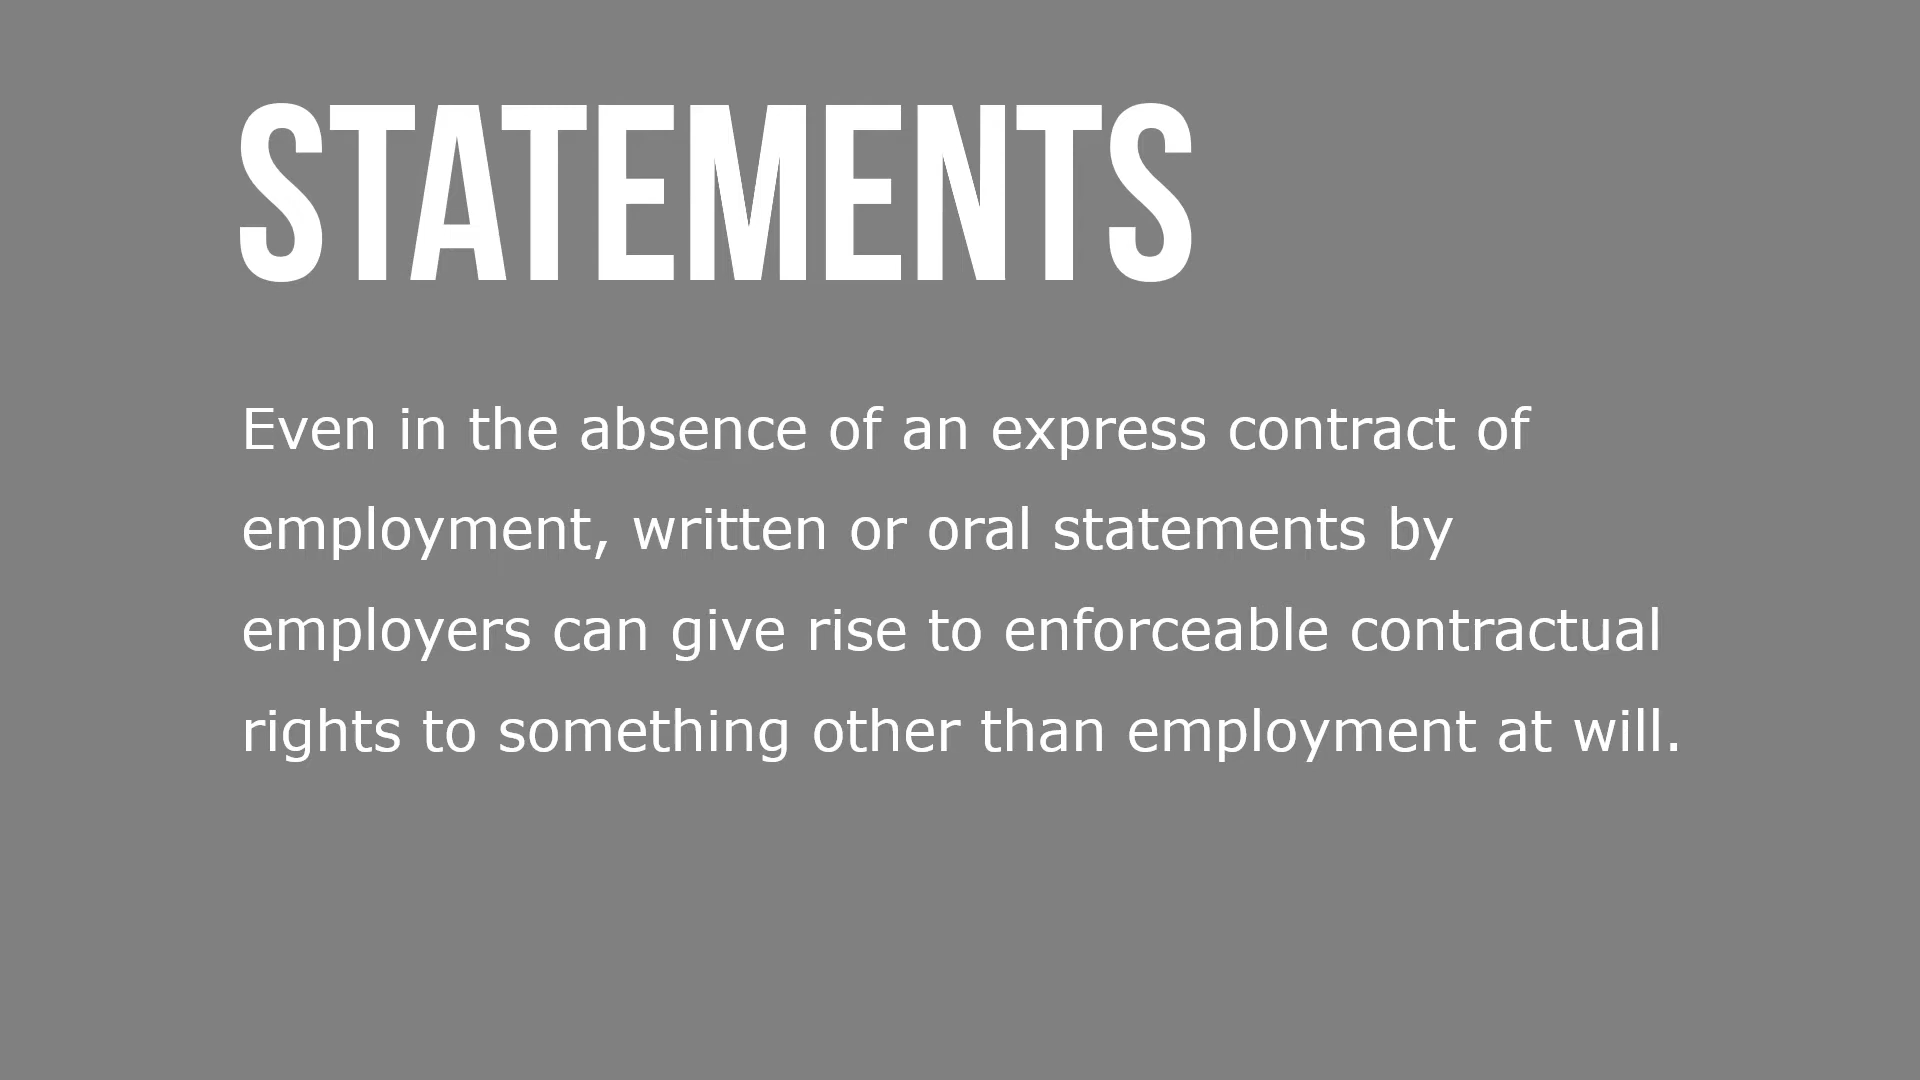 STATEMENTS
Even in the absence of an express contract of
employment, written or oral statements by
employers can give rise to enforceable contractual
rights to something other than employment at will.